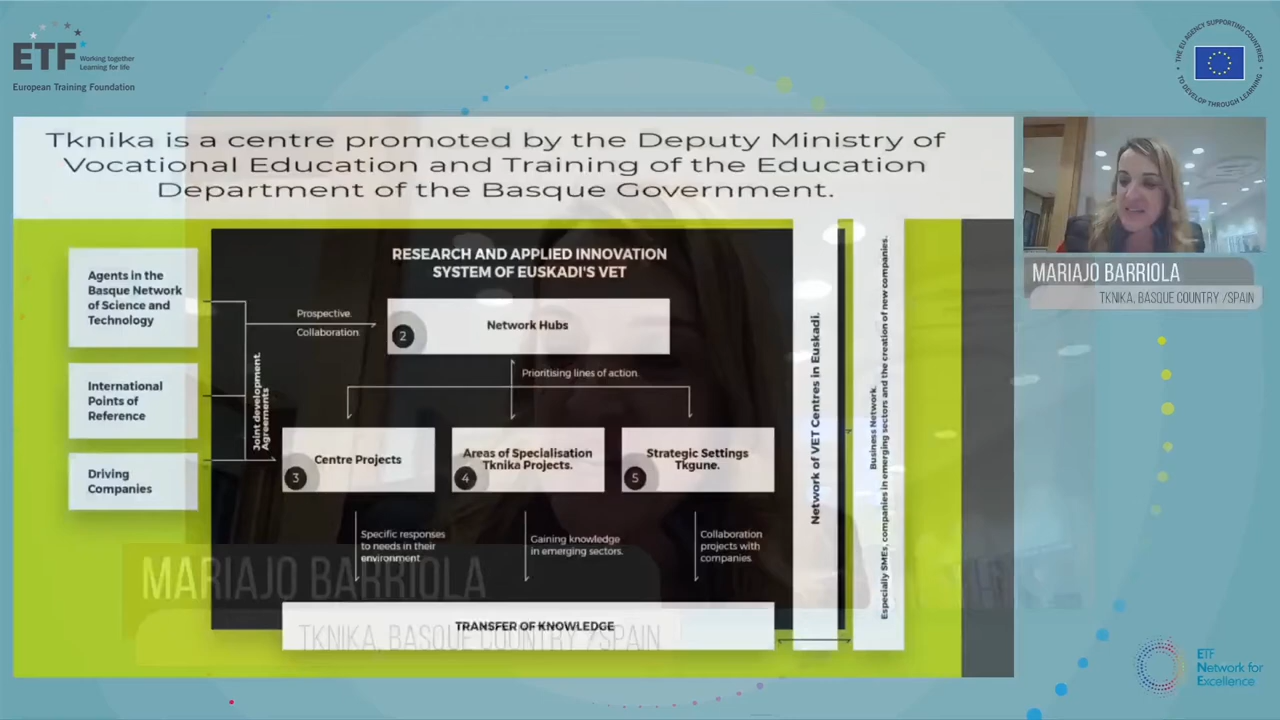 ETF
Working together
Learning for life
European Training Foundation
THE EU AGENCY SUPPORTING COUNTRIES
TO DEVELOP THROUGH LEARNING
Tknika is a centre promoted by the Deputy Ministry of
Vocational Education and Training of the Education
Department of the Basque Government.
RESEARCH AND APPLIED INNOVATION
SYSTEM OF EUSKADI'S VET
Agents in the
Basque Network
of Science and
Technology
International
Points of
Reference
Driving
Companies
Joint development.
Agreements
Prospective.
Collaboration.
2
Network Hubs
Prioritising lines of action.
3
Centre Projects
4
Areas of Specialisation
Tknika Projects.
5
Strategic Settings
Tkgune.
Specific responses
to needs in their
environment
Gaining knowledge
in emerging sectors.
Collaboration
projects with
companies.
TRANSFER OF KNOWLEDGE
Network of VET Centres in Euskadi.
Business Network.
Especially SMEs, companies in emerging sectors and the creation of new companies.
MARIAJO BARRIOLA
TKNIKA, BASQUE COUNTRY /SPAIN
MARIAJO BARRIOLA
TKNIKA, BASQUE COUNTRY /SPAIN
ETF
Network for
Excellence